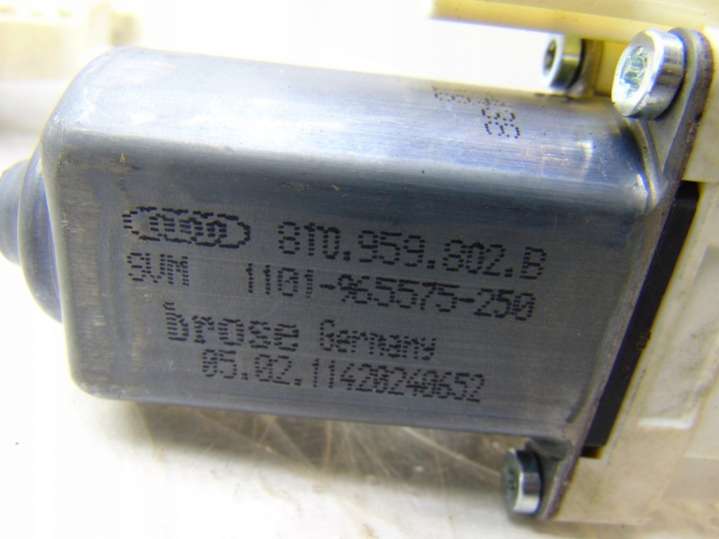 8T0.959.802.B
SVM 1101-965575-250
brose Germany
05.02.11420240652